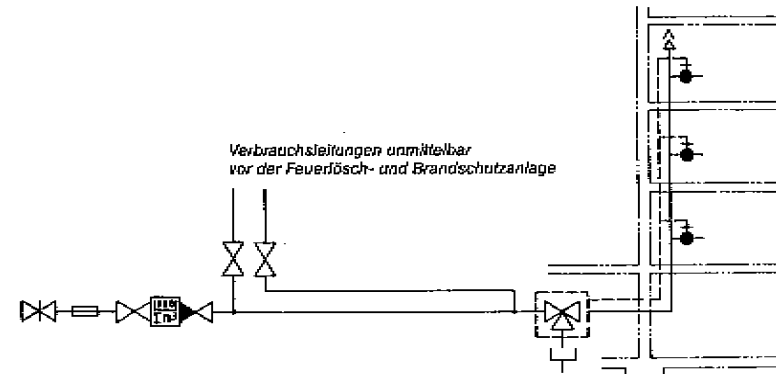 Verbrauchsleitungen unmittelbar
vor der Feuerlösch- und Brandschutzanlage